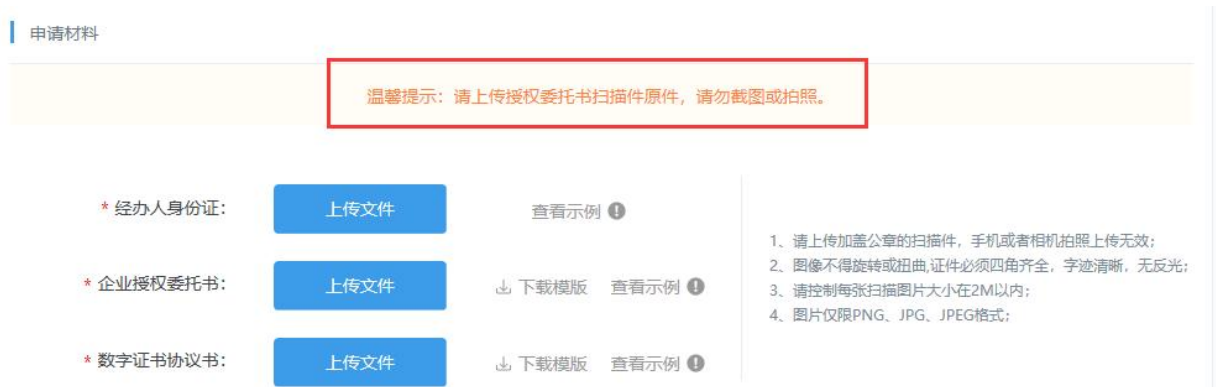 申请材料
温馨提示：请上传授权委托书扫描件原件，请勿截图或拍照。
* 经办人身份证： 上传文件 查看示例
* 企业授权委托书： 上传文件 下载模版 查看示例
* 数字证书协议书： 上传文件 下载模版 查看示例
1、请上传加盖公章的扫描件，手机或者相机拍照上传无效；
2、图像不得旋转或扭曲,证件必须四角齐全，字迹清晰，无反光；
3、请控制每张扫描图片大小在2M以内；
4、图片仅限PNG、JPG、JPEG格式；